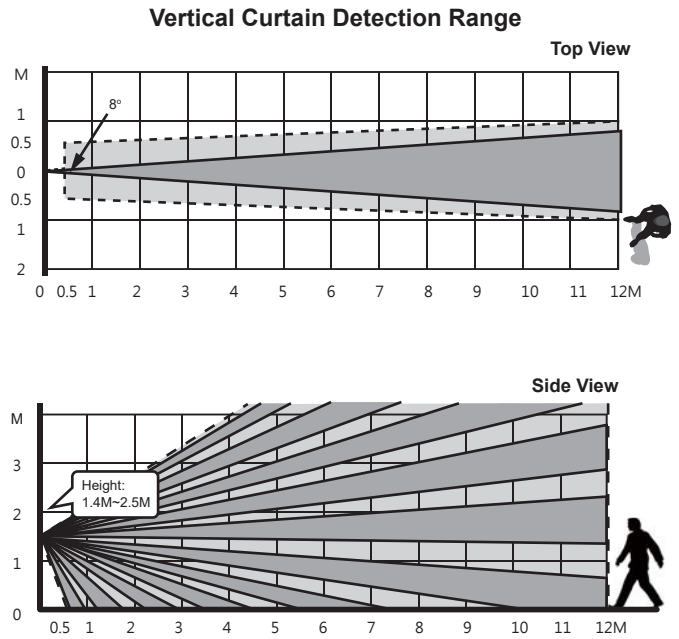 Vertical Curtain Detection Range
Top View
M
1
0.5
0
0.5
1
2
8°
0 0.5 1 2 3 4 5 6 7 8 9 10 11 12M
Side View
M
3
2
1
0
Height:
1.4M~2.5M
0.5 1 2 3 4 5 6 7 8 9 10 11 12M